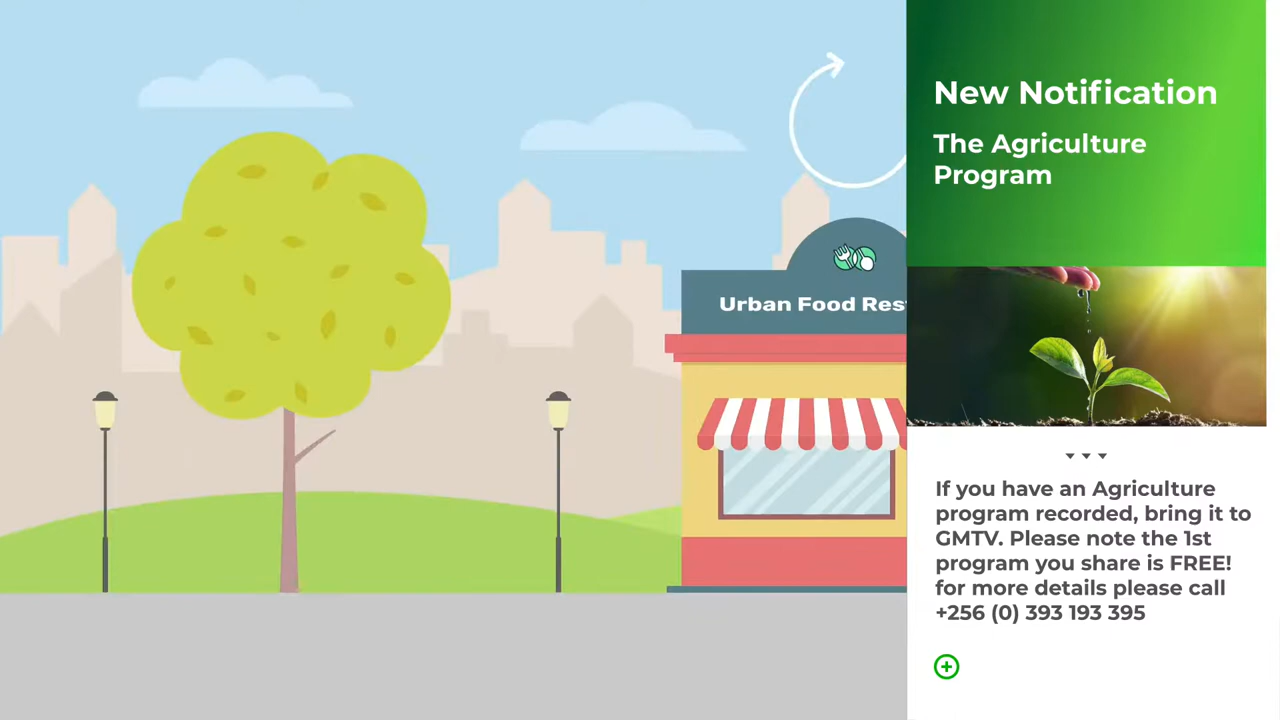 New Notification
The Agriculture
Program
Urban Food Res
If you have an Agriculture
program recorded, bring it to
GMTV. Please note the 1st
program you share is FREE!
for more details please call
+256 (0) 393 193 395